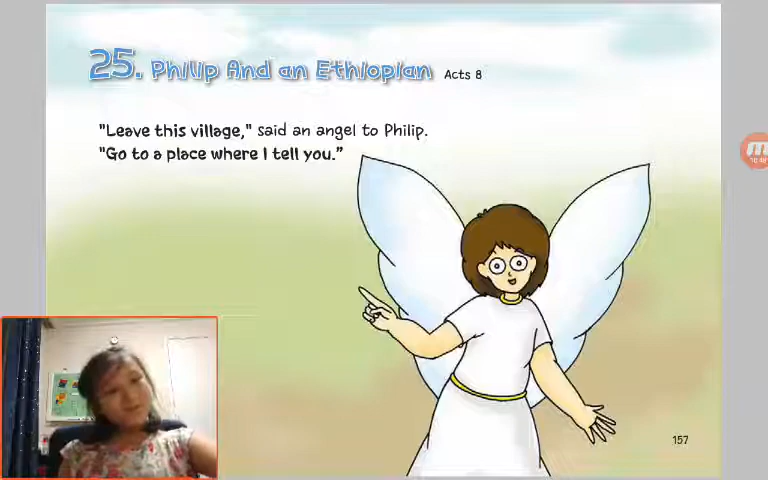 25. Philip And an Ethiopian Acts 8
"Leave this village," said an angel to Philip.
"Go to a place where I tell you."
157